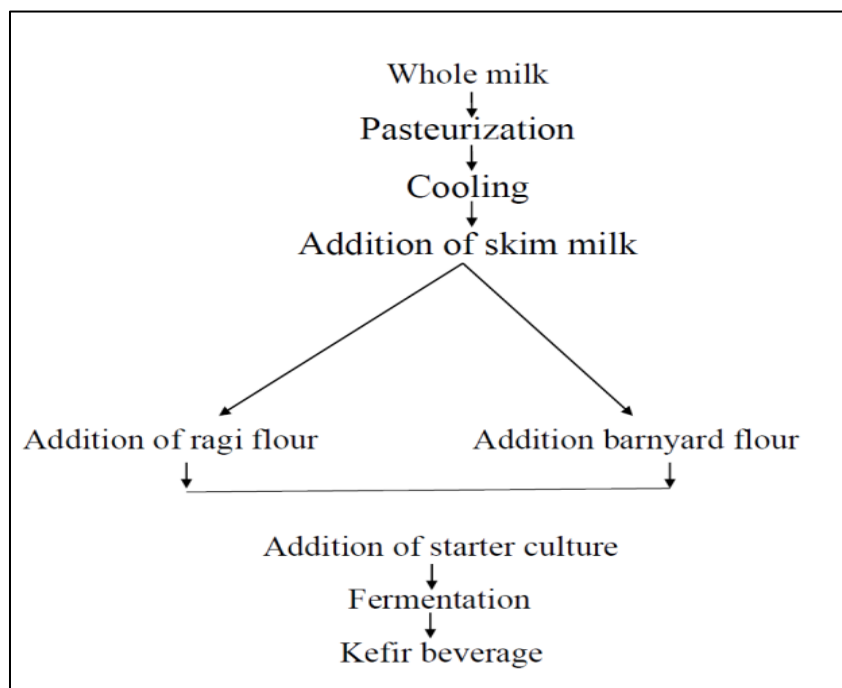 Whole milk
Pasteurization
Cooling
Addition of skim milk
Addition of ragi flour
Addition barnyard flour
Addition of starter culture
Fermentation
Kefir beverage